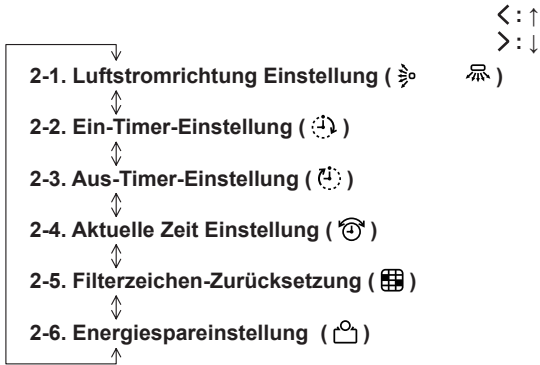 <:↑
>:↓
2-1. Luftstromrichtung Einstellung ( )
2-2. Ein-Timer-Einstellung ( )
2-3. Aus-Timer-Einstellung ( )
2-4. Aktuelle Zeit Einstellung ( )
2-5. Filterzeichen-Zurücksetzung ( )
2-6. Energiespareinstellung ( )